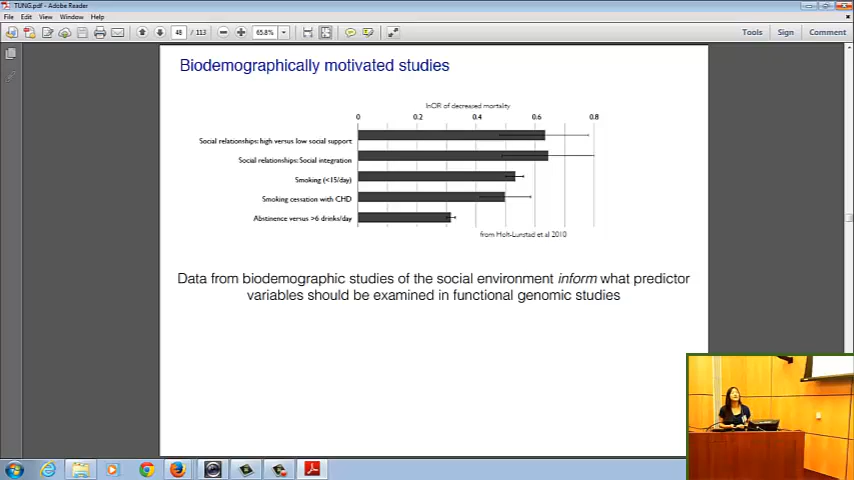 TUNG.pdf - Adobe Reader
File Edit View Window Help
48 / 113 65.8% Tools Sign Comment
Biodemographically motivated studies
lnOR of decreased mortality
0 0.2 0.4 0.6 0.8
Social relationships: high versus low social support
Social relationships: Social integration
Smoking (<15/day)
Smoking cessation with CHD
Abstinence versus >6 drinks/day
from Holt-Lunstad et al 2010
Data from biodemographic studies of the social environment inform what predictor
variables should be examined in functional genomic studies